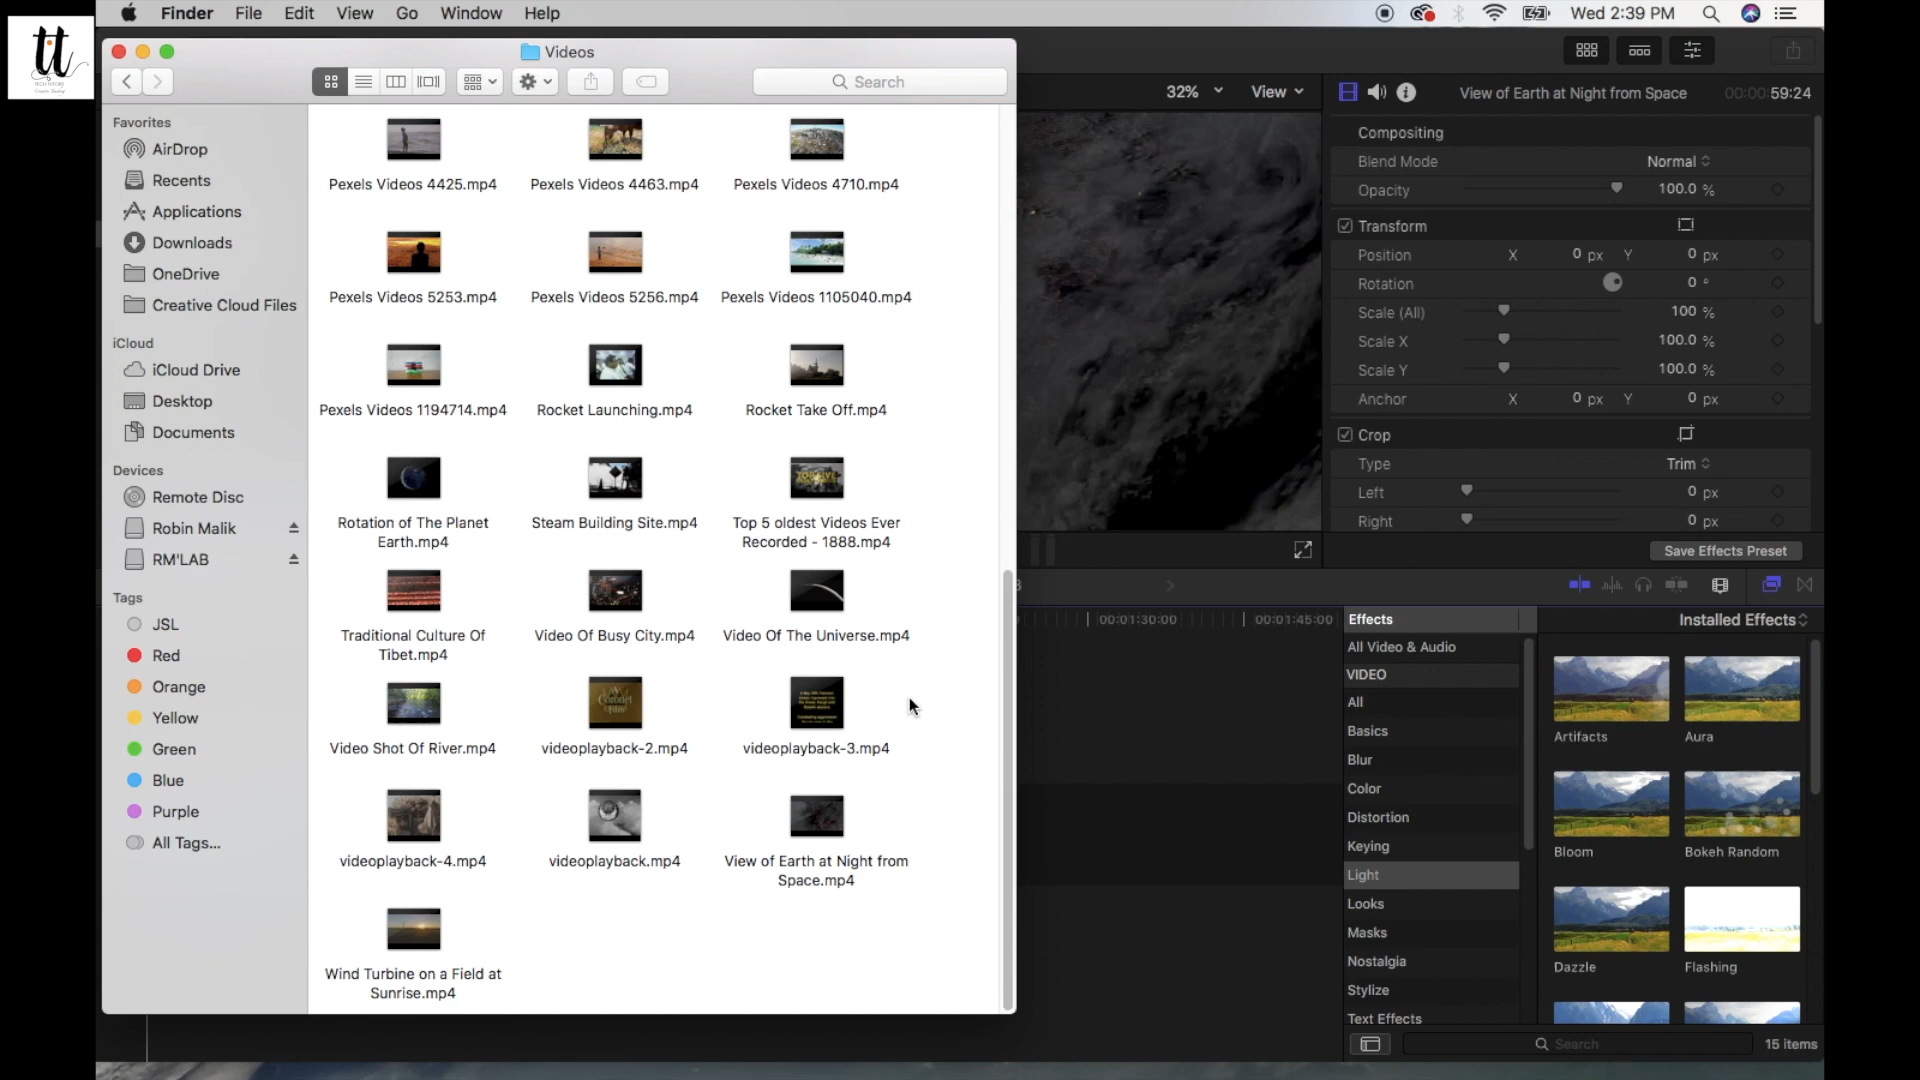 tt
Finder File Edit View Go Window Help
Wed 2:39 PM
Videos
Search
Favorites
AirDrop
Recents
Applications
Downloads
OneDrive
Creative Cloud Files
iCloud
iCloud Drive
Desktop
Documents
Devices
Remote Disc
Robin Malik
RM'LAB
Tags
JSL
Red
Orange
Yellow
Green
Blue
Purple
All Tags...
Pexels Videos 4425.mp4
Pexels Videos 4463.mp4
Pexels Videos 4710.mp4
Pexels Videos 5253.mp4
Pexels Videos 5256.mp4
Pexels Videos 1105040.mp4
Pexels Videos 1194714.mp4
Rocket Launching.mp4
Rocket Take Off.mp4
Rotation of The Planet
Earth.mp4
Steam Building Site.mp4
Top 5 oldest Videos Ever
Recorded - 1888.mp4
Traditional Culture Of
Tibet.mp4
Video Of Busy City.mp4
Video Of The Universe.mp4
Video Shot Of River.mp4
videoplayback-2.mp4
videoplayback-3.mp4
videoplayback-4.mp4
videoplayback.mp4
View of Earth at Night from
Space.mp4
Wind Turbine on a Field at
Sunrise.mp4
32% View
View of Earth at Night from Space 00:00:59:24
Compositing
Blend Mode Normal
Opacity 100.0 %
Transform
Position X 0 px Y 0 px
Rotation 0 °
Scale (All) 100 %
Scale X 100.0 %
Scale Y 100.0 %
Anchor X 0 px Y 0 px
Crop
Type Trim
Left 0 px
Right 0 px
Save Effects Preset
00:01:30:00 00:01:45:00
Effects
Installed Effects
All Video & Audio
VIDEO
All
Basics
Blur
Color
Distortion
Keying
Light
Looks
Masks
Nostalgia
Stylize
Text Effects
Artifacts
Aura
Bloom
Bokeh Random
Dazzle
Flashing
Search
15 items